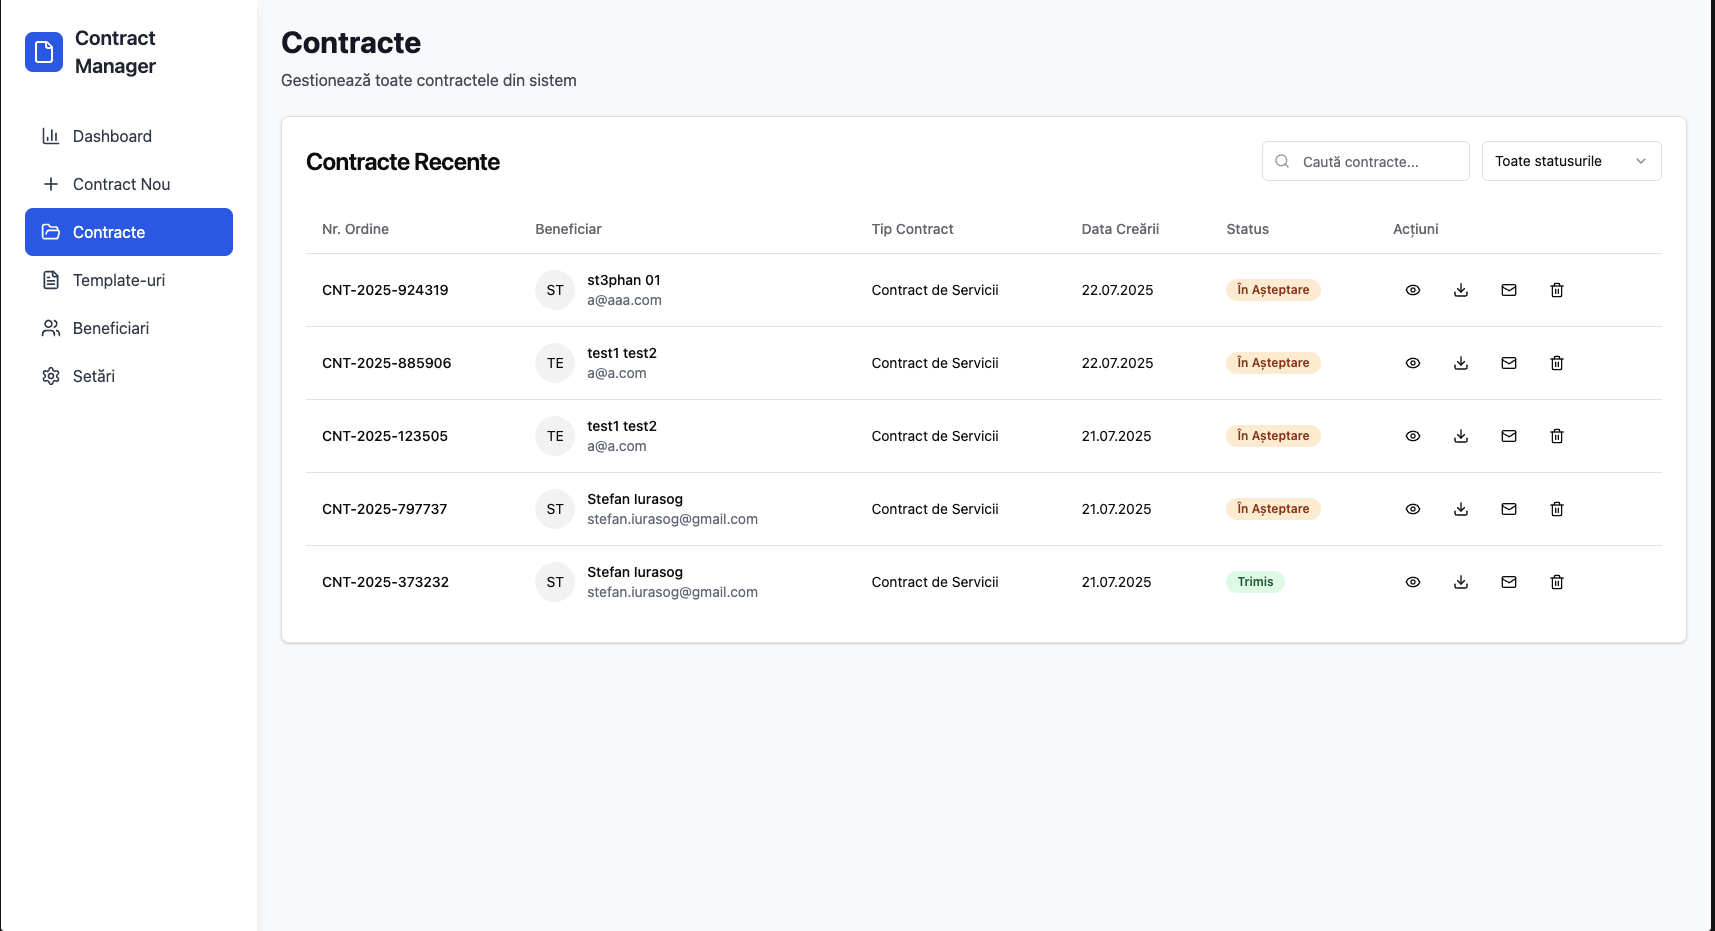 Contract
Manager
Dashboard
Contract Nou
Contracte
Template-uri
Beneficiari
Setări
Contracte
Gestionează toate contractele din sistem
Contracte Recente
Caută contracte...
Toate statusurile
Nr. Ordine Beneficiar Tip Contract Data Creării Status Acțiuni
CNT-2025-924319 ST st3phan 01 a@aaa.com Contract de Servicii 22.07.2025 În Așteptare
CNT-2025-885906 TE test1 test2 a@a.com Contract de Servicii 22.07.2025 În Așteptare
CNT-2025-123505 TE test1 test2 a@a.com Contract de Servicii 21.07.2025 În Așteptare
CNT-2025-797737 ST Stefan Iurasog stefan.iurasog@gmail.com Contract de Servicii 21.07.2025 În Așteptare
CNT-2025-373232 ST Stefan Iurasog stefan.iurasog@gmail.com Contract de Servicii 21.07.2025 Trimis